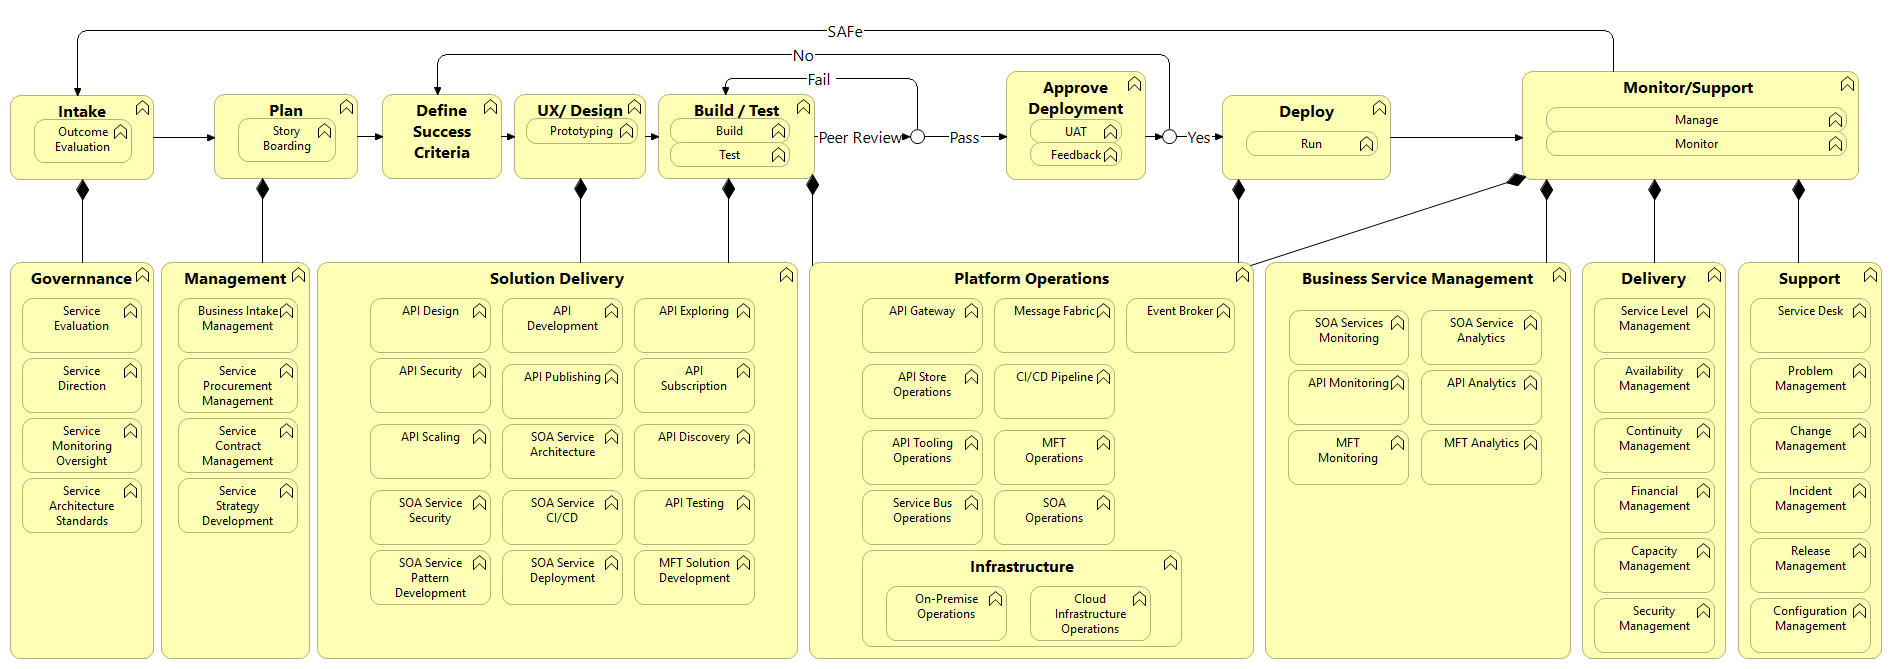 SAFe
No
Fail
Intake
Outcome
Evaluation
Plan
Story
Boarding
Define
Success
Criteria
UX/ Design
Prototyping
Build / Test
Build
Test
Peer Review
Pass
Approve
Deployment
UAT
Feedback
Yes
Deploy
Run
Monitor/Support
Manage
Monitor
Governnance
Service
Evaluation
Service
Direction
Service
Monitoring
Oversight
Service
Architecture
Standards
Management
Business Intake
Management
Service
Procurement
Management
Service
Contract
Management
Service
Strategy
Development
Solution Delivery
API Design
API
Development
API Exploring
API Security
API Publishing
API
Subscription
API Scaling
SOA Service
Architecture
API Discovery
SOA Service
Security
SOA Service
CI/CD
API Testing
SOA Service
Pattern
Development
SOA Service
Deployment
MFT Solution
Development
Platform Operations
API Gateway
Message Fabric
Event Broker
API Store
Operations
CI/CD Pipeline
API Tooling
Operations
MFT
Operations
Service Bus
Operations
SOA
Operations
Infrastructure
On-Premise
Operations
Cloud
Infrastructure
Operations
Business Service Management
SOA Services
Monitoring
SOA Service
Analytics
API Monitoring
API Analytics
MFT
Monitoring
MFT Analytics
Delivery
Service Level
Management
Availability
Management
Continuity
Management
Financial
Management
Capacity
Management
Security
Management
Support
Service Desk
Problem
Management
Change
Management
Incident
Management
Release
Management
Configuration
Management